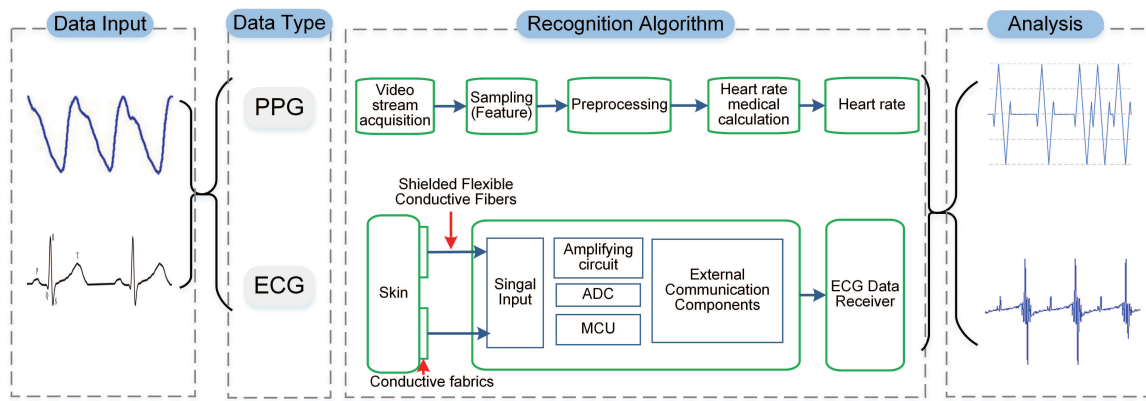 Data Input
Data Type
Recognition Algorithm
Analysis
PPG
Video
stream
acquisition
Sampling
(Feature)
Preprocessing
Heart rate
medical
calculation
Heart rate
Shielded Flexible
Conductive Fibers
P
R
Q
S
T
ECG
Skin
Singal
Input
Amplifying
circuit
ADC
MCU
External
Communication
Components
ECG Data
Receiver
Conductive fabrics